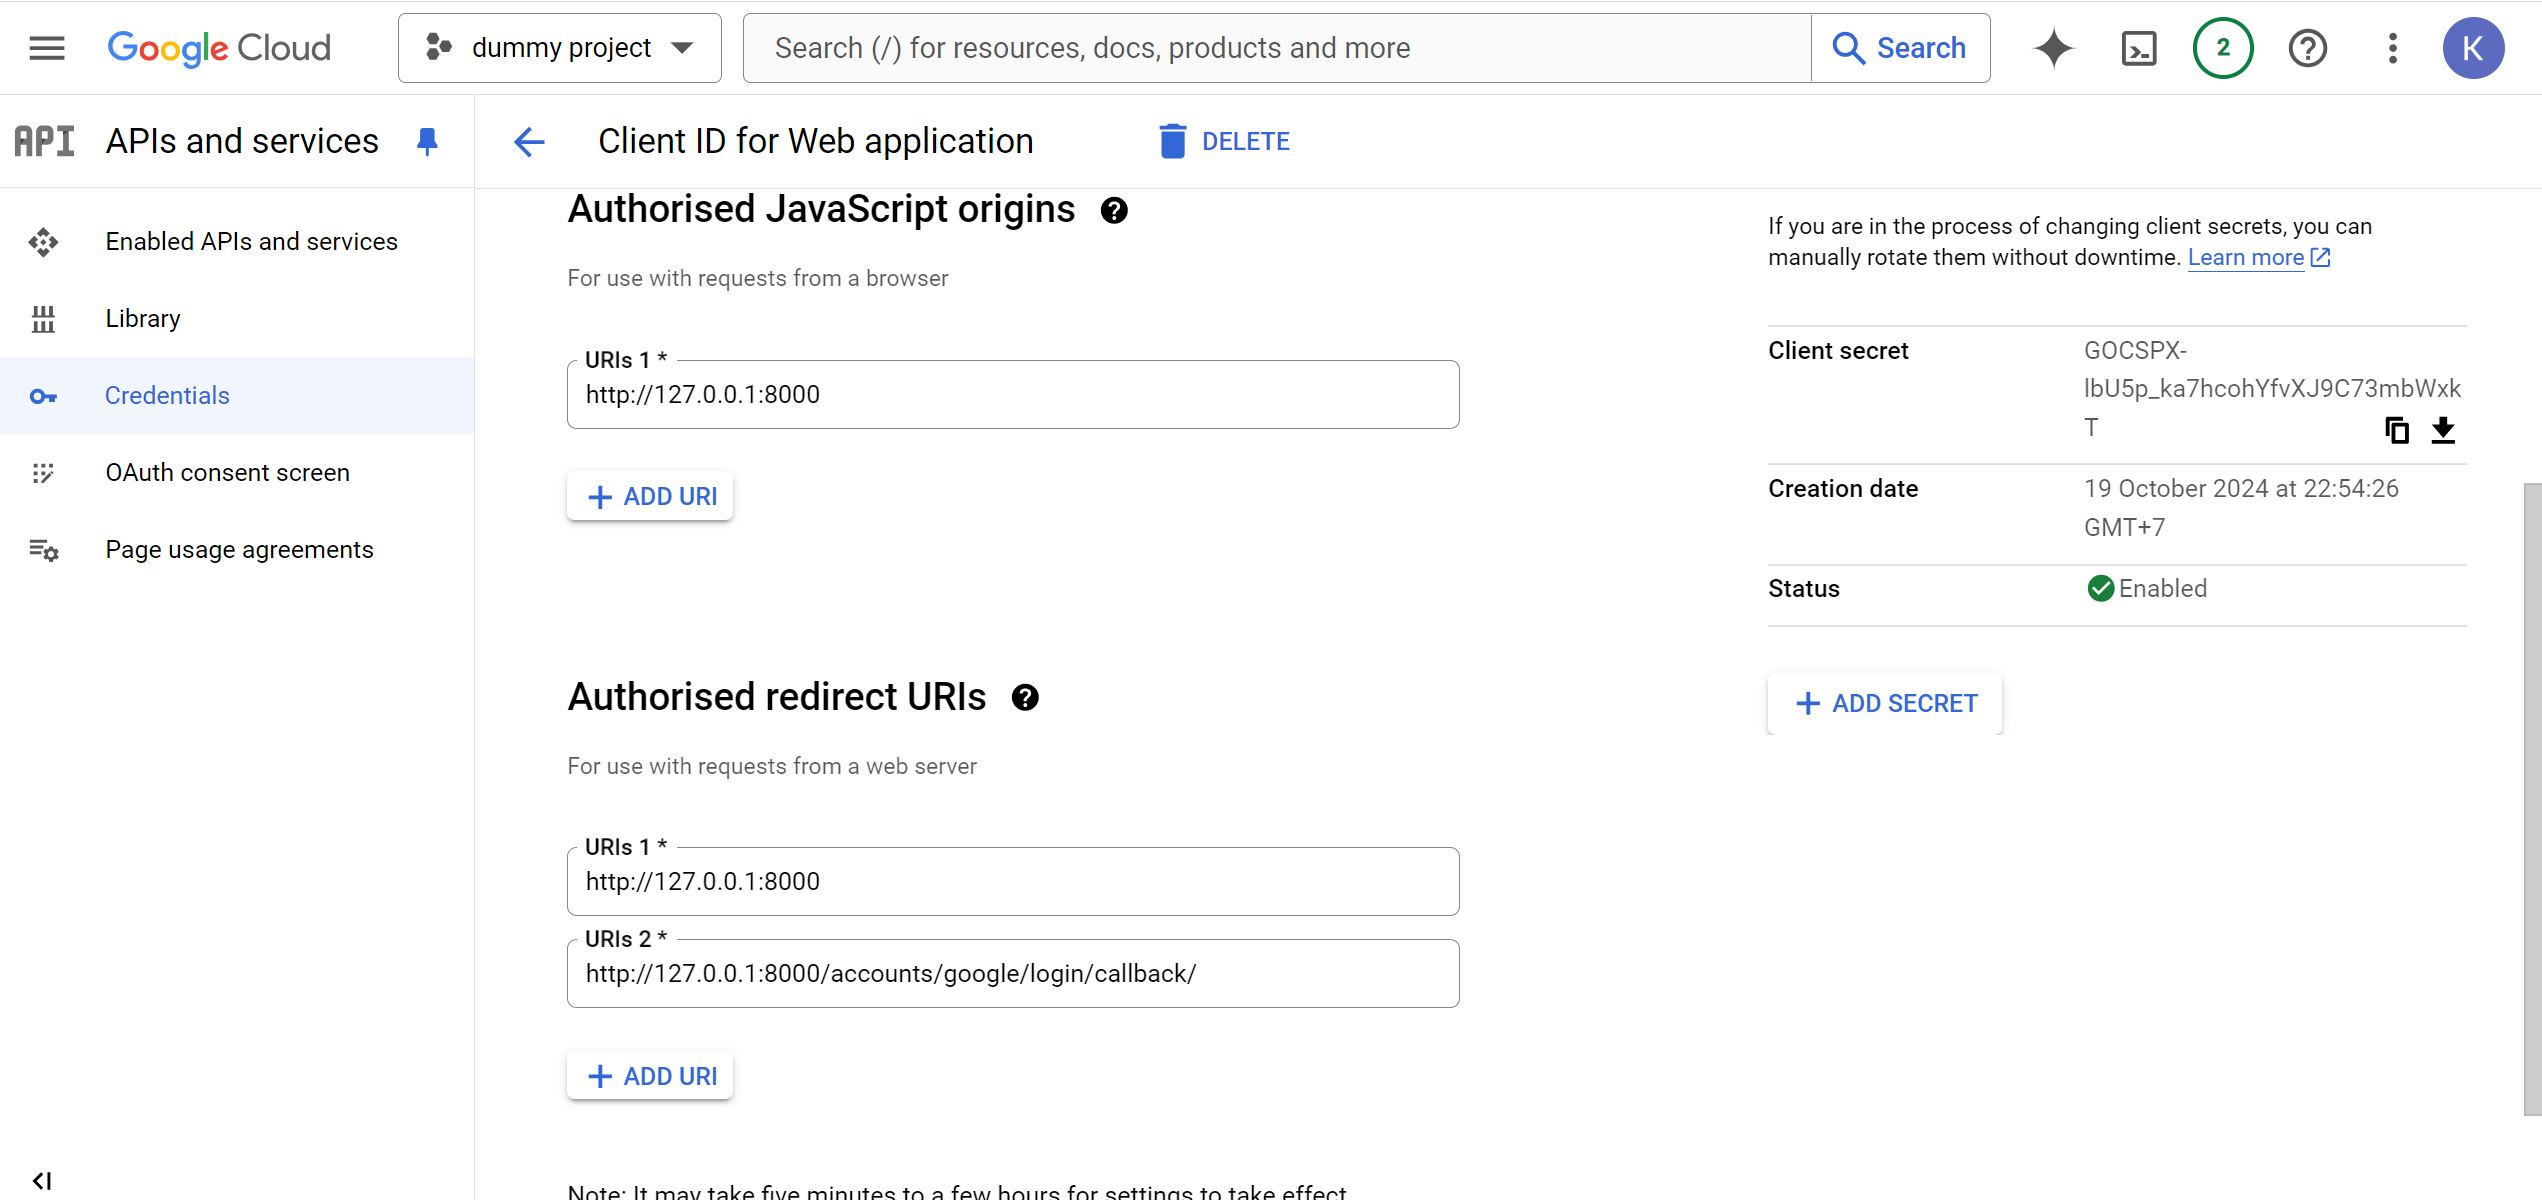 Google Cloud
dummy project
Search (/) for resources, docs, products and more
Search
2
K
API
APIs and services
Client ID for Web application
DELETE
Enabled APIs and services
Library
Credentials
OAuth consent screen
Page usage agreements
Authorised JavaScript origins
For use with requests from a browser
URIs 1 *
http://127.0.0.1:8000
ADD URI
Authorised redirect URIs
For use with requests from a web server
URIs 1 *
http://127.0.0.1:8000
URIs 2 *
http://127.0.0.1:8000/accounts/google/login/callback/
ADD URI
Note: It may take five minutes to a few hours for settings to take effect
If you are in the process of changing client secrets, you can
manually rotate them without downtime. Learn more
Client secret
GOCSPX-
lbU5p_ka7hcohYfvXJ9C73mbWxk
T
Creation date
19 October 2024 at 22:54:26
GMT+7
Status
Enabled
ADD SECRET